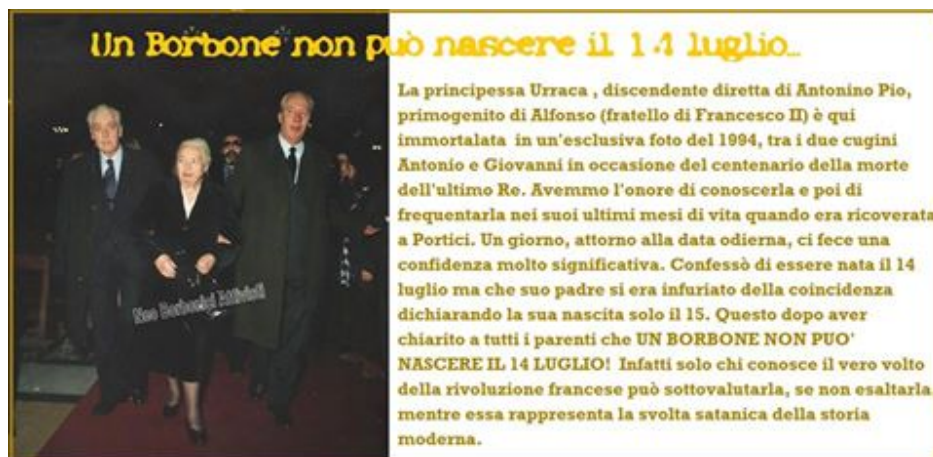 Un Borbone non può nascere il 14 luglio...
La principessa Urraca , discendente diretta di Antonino Pio,
primogenito di Alfonso (fratello di Francesco II) è qui
immortalata in un'esclusiva foto del 1994, tra i due cugini
Antonio e Giovanni in occasione del centenario della morte
dell'ultimo Re. Avemmo l'onore di conoscerla e poi di
frequentarla nei suoi ultimi mesi di vita quando era ricoverata
a Portici. Un giorno, attorno alla data odierna, ci fece una
confidenza molto significativa. Confessò di essere nata il 14
luglio ma che suo padre si era infuriato della coincidenza
dichiarando la sua nascita solo il 15. Questo dopo aver
chiarito a tutti i parenti che UN BORBONE NON PUO'
NASCERE IL 14 LUGLIO! Infatti solo chi conosce il vero volto
della rivoluzione francese può sottovalutarla, se non esaltarla,
mentre essa rappresenta la svolta satanica della storia
moderna.
Neo Borbonici Attivisti